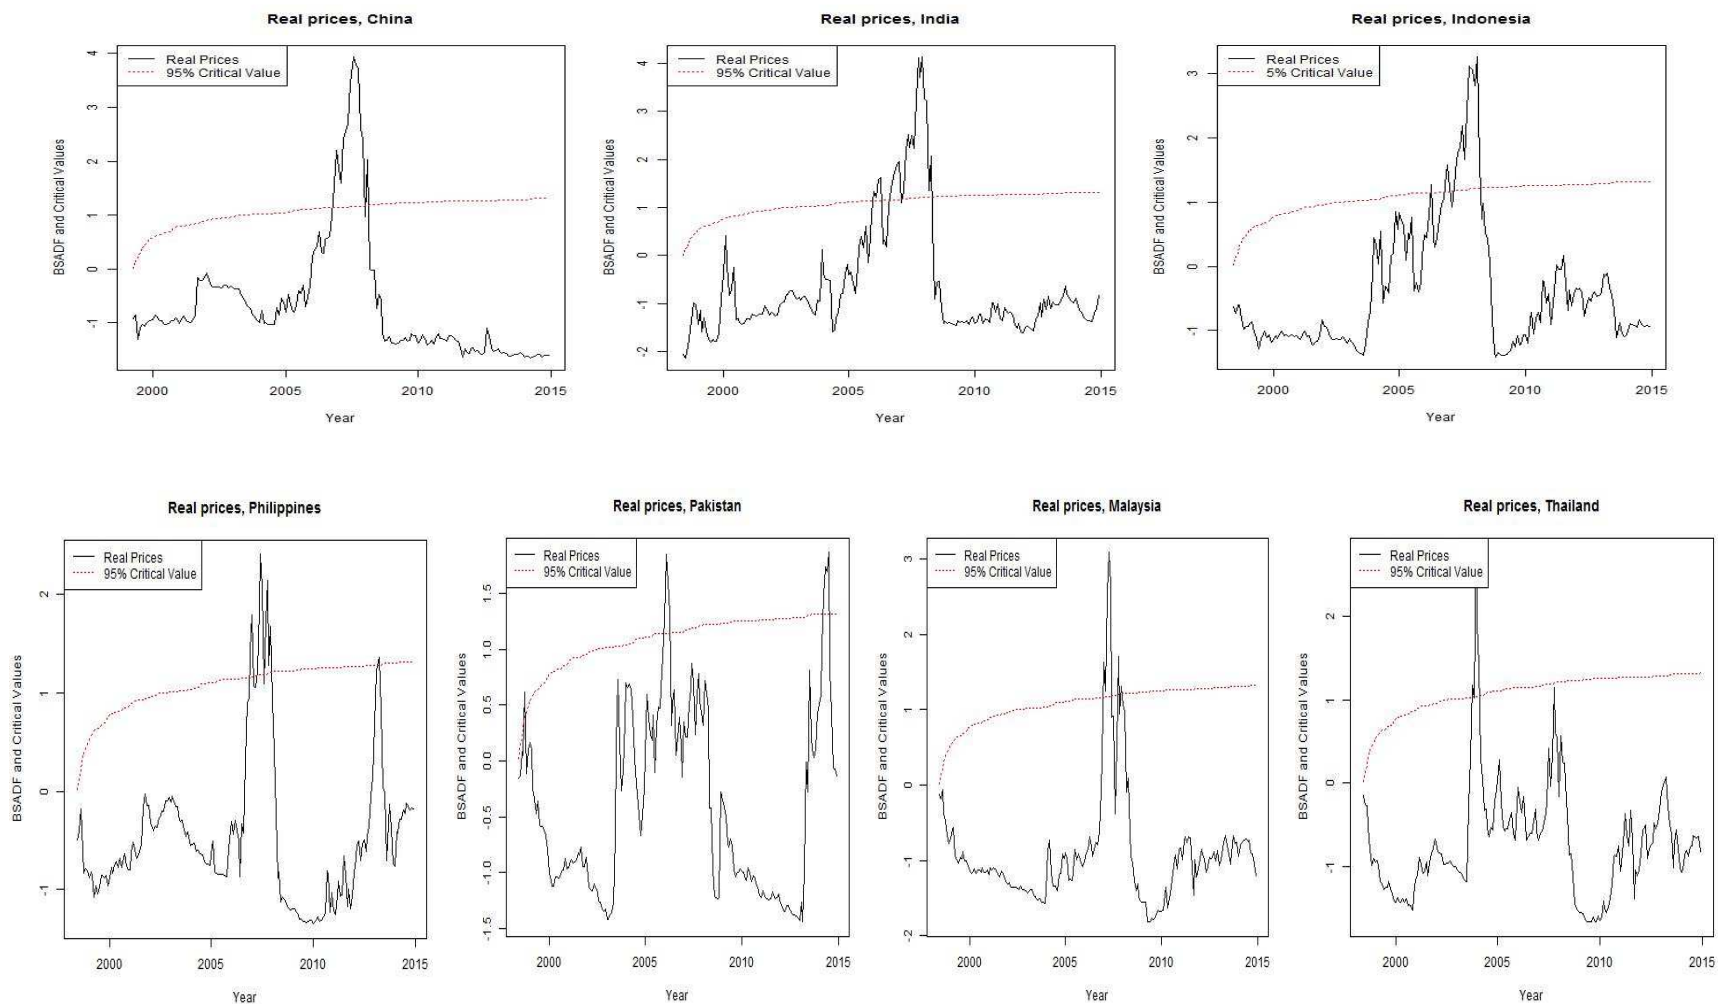 Real prices, China
Real Prices
95% Critical Value
BSADF and Critical Values
4
3
2
1
0
-1
2000
2005
2010
2015
Year
Real prices, India
Real Prices
95% Critical Value
BSADF and Critical Values
4
3
2
1
0
-1
-2
2000
2005
2010
2015
Year
Real prices, Indonesia
Real Prices
5% Critical Value
BSADF and Critical Values
3
2
1
0
-1
2000
2005
2010
2015
Year
Real prices, Philippines
Real Prices
95% Critical Value
BSADF and Critical Values
2
1
0
-1
2000
2005
2010
2015
Year
Real prices, Pakistan
Real Prices
95% Critical Value
BSADF and Critical Values
1.5
1.0
0.5
0.0
-0.5
-1.0
-1.5
2000
2005
2010
2015
Year
Real prices, Malaysia
Real Prices
95% Critical Value
BSADF and Critical Values
3
2
1
0
-1
-2
2000
2005
2010
2015
Year
Real prices, Thailand
Real Prices
95% Critical Value
BSADF and Critical Values
2
1
0
-1
2000
2005
2010
2015
Year